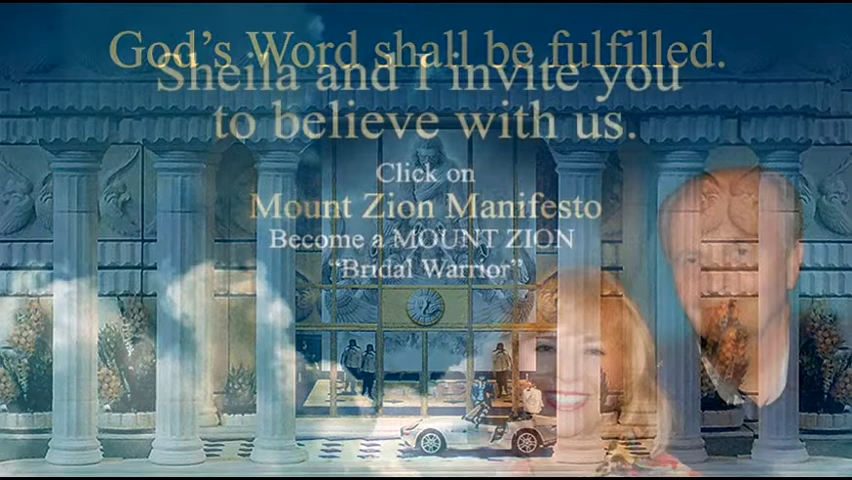 God's Word shall be fulfilled.
Sheila and I invite you
to believe with us.
Click on
Mount Zion Manifesto
Become a MOUNT ZION
“Bridal Warrior”